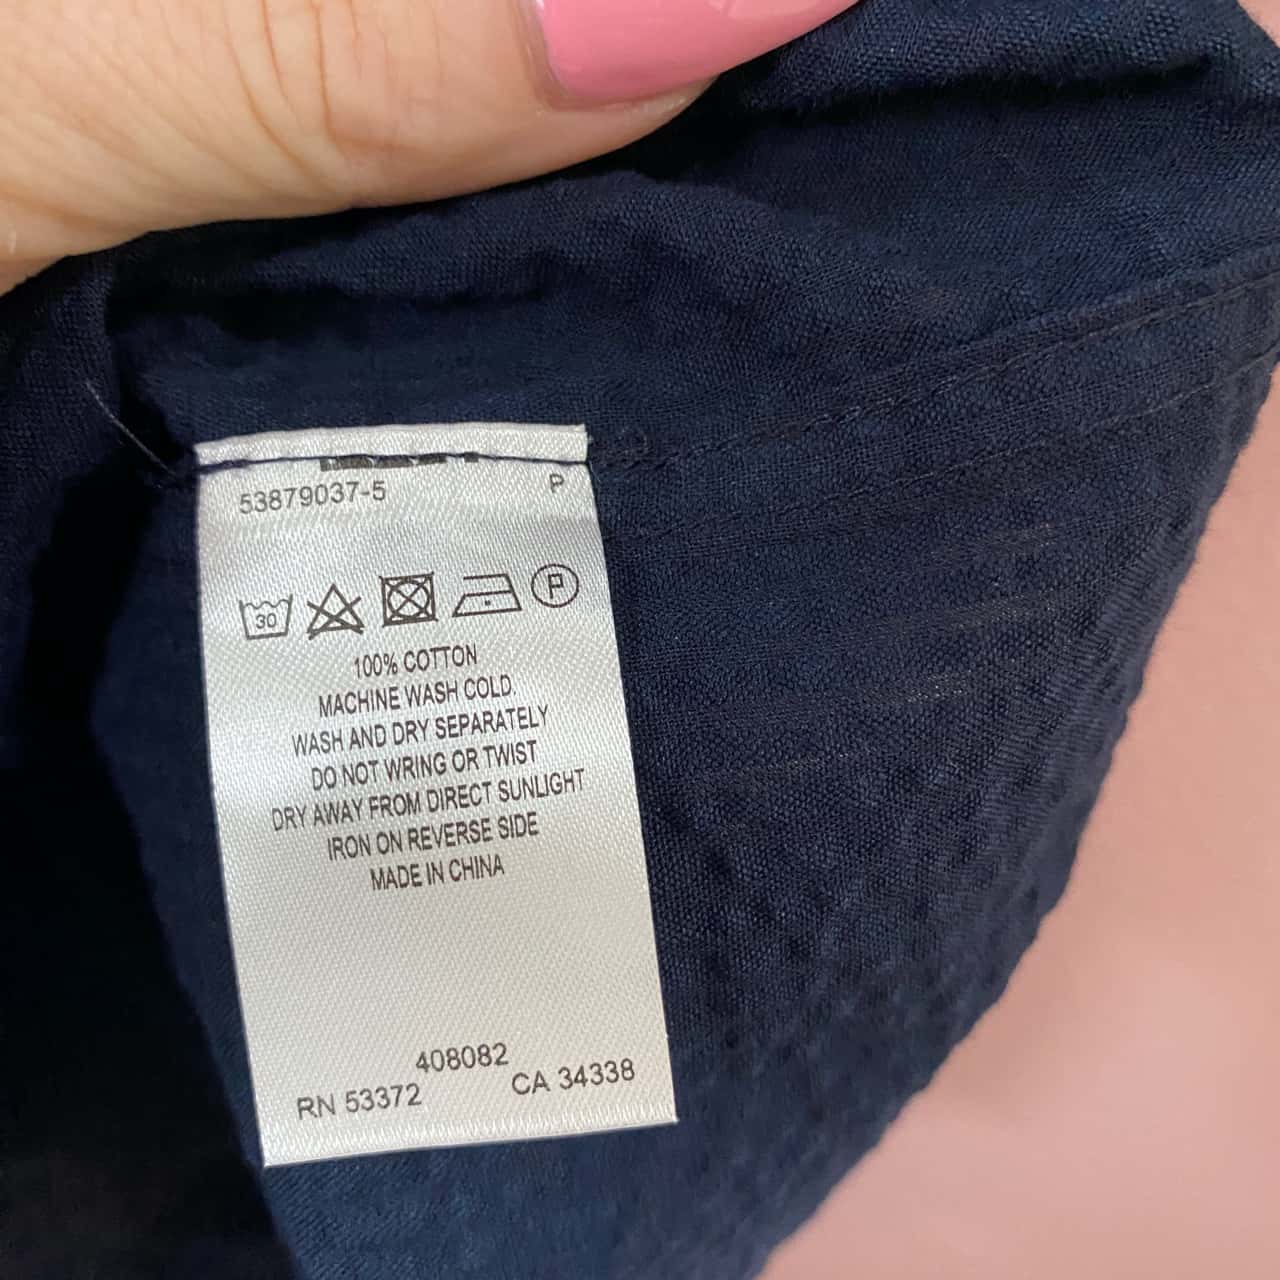 53879037-5 P
30 P
100% COTTON
MACHINE WASH COLD.
WASH AND DRY SEPARATELY
DO NOT WRING OR TWIST
DRY AWAY FROM DIRECT SUNLIGHT
IRON ON REVERSE SIDE
MADE IN CHINA
408082
RN 53372 CA 34338